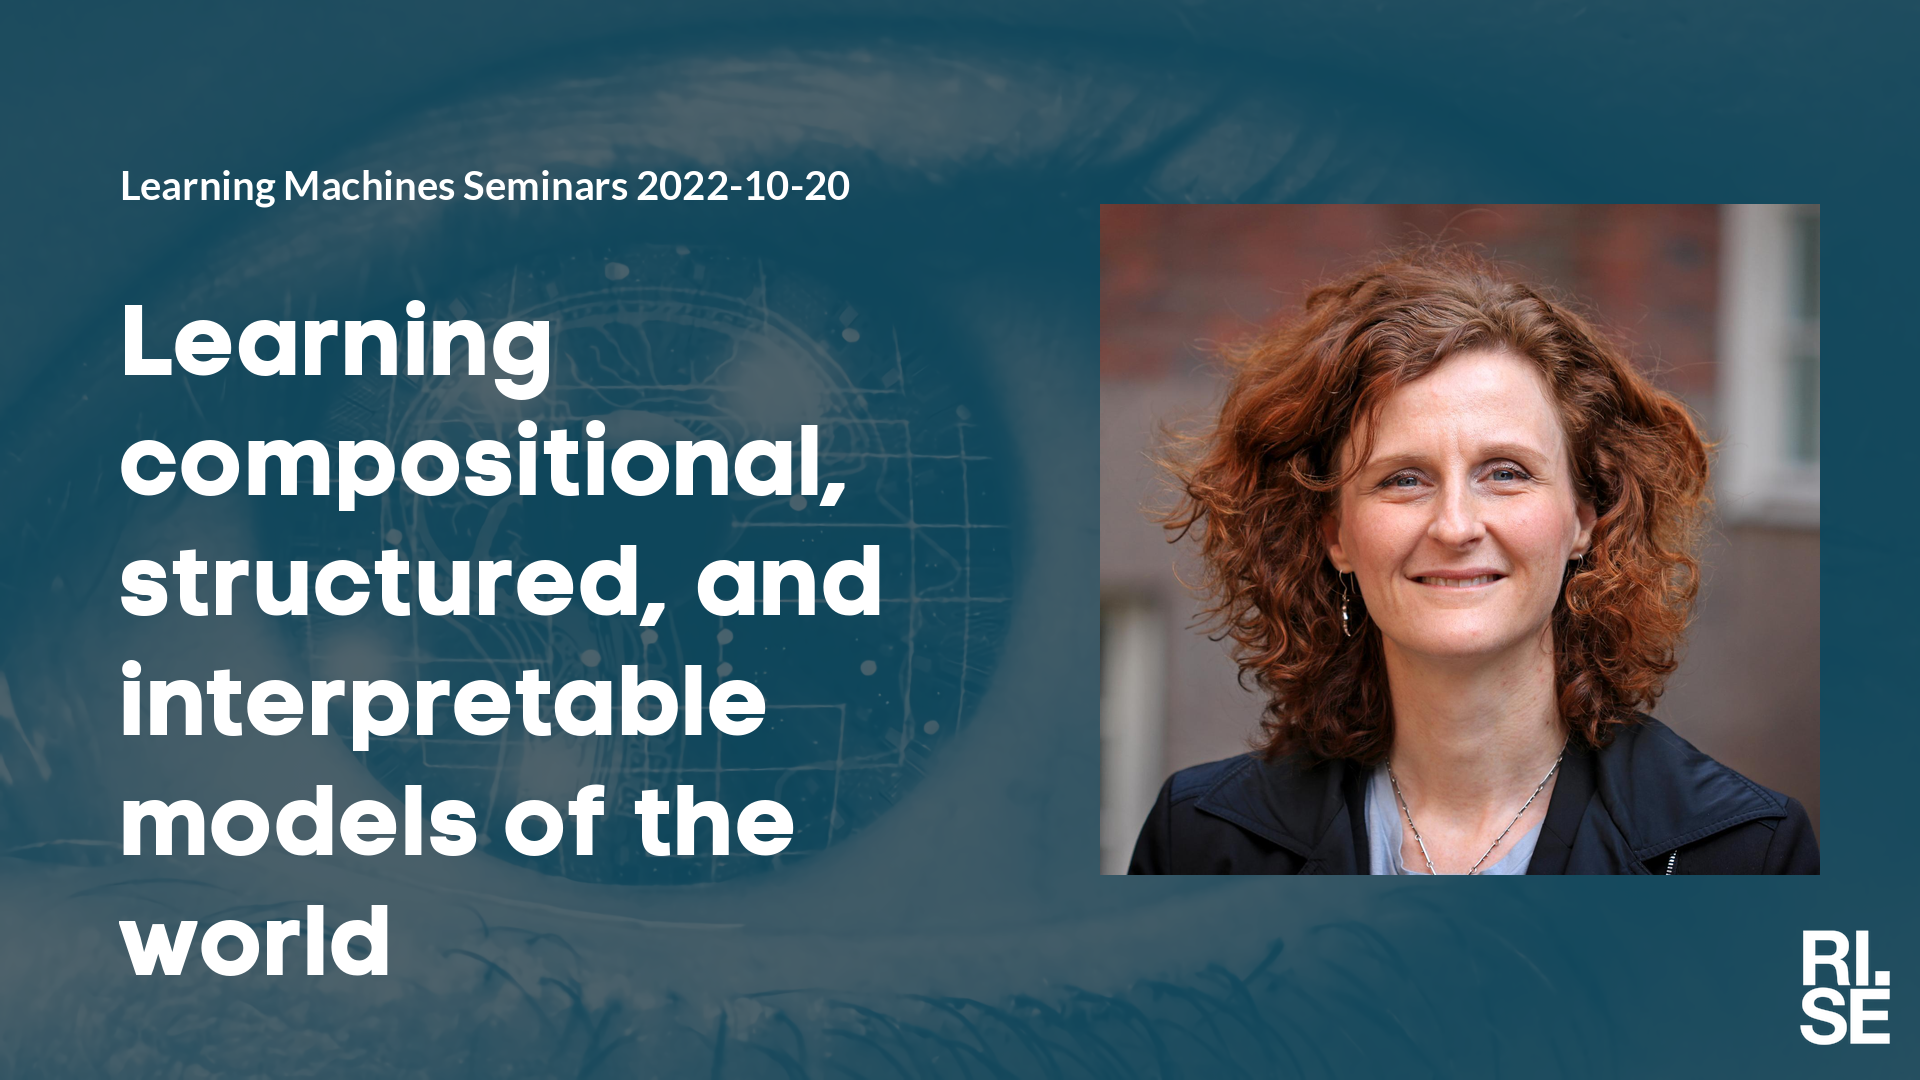 Learning Machines Seminars 2022-10-20
Learning
compositional,
structured, and
interpretable
models of the
world
RI.
SE